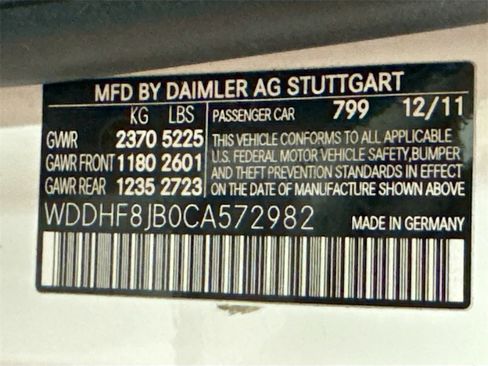 MFD BY DAIMLER AG STUTTGART
KG LBS PASSENGER CAR 799 12/11
GVWR 2370 5225 THIS VEHICLE CONFORMS TO ALL APPLICABLE
GAWR FRONT 1180 2601 U.S. FEDERAL MOTOR VEHICLE SAFETY, BUMPER
AND THEFT PREVENTION STANDARDS IN EFFECT
GAWR REAR 1235 2723 ON THE DATE OF MANUFACTURE SHOWN ABOVE
WDDHF8JB0CA572982 MADE IN GERMANY